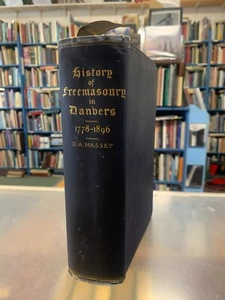 History
of
Freemasonry
in
Danvers
1778-1896
D.A. MASSEY